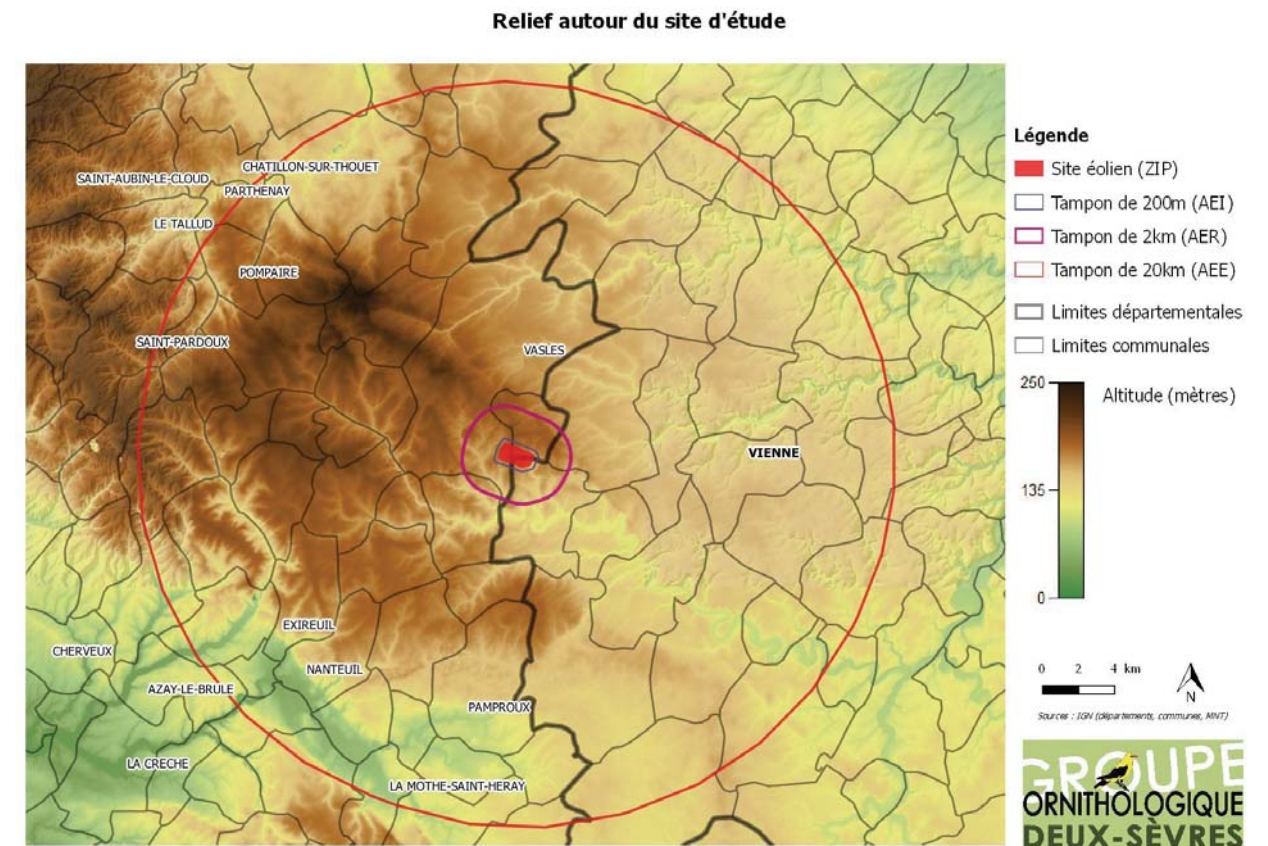 Relief autour du site d'étude
CHATILLON-SUR-THOUET
SAINT-AUBIN-LE-CLOUD
PARTHENAY
LE TALLUD
POMPAIRE
SAINT-PARDOUX
VASLES
VIENNE
EXIREUIL
CHERVEUX
NANTEUIL
AZAY-LE-BRULE
PAMPROUX
LA CRECHE
LA MOTHE-SAINT-HERAY
Légende
Site éolien (ZIP)
Tampon de 200m (AEI)
Tampon de 2km (AER)
Tampon de 20km (AEE)
Limites départementales
Limites communales
250
Altitude (mètres)
135
0
0 2 4 km
N
Sources : IGN (départements, communes, MNT)
GROUPE
ORNITHOLOGIQUE
DEUX-SÈVRES